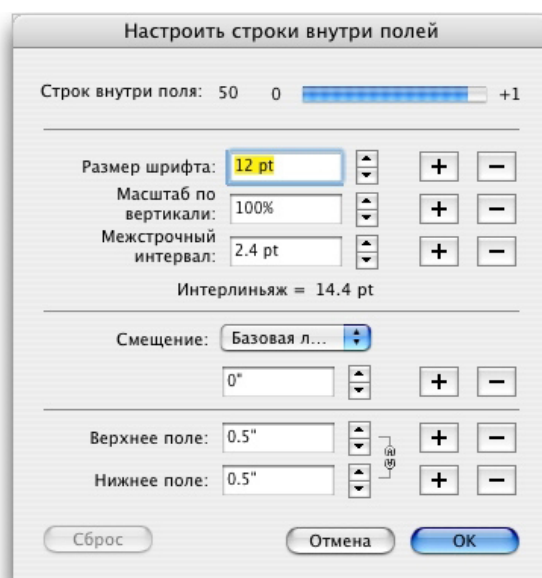 Настроить строки внутри полей
Строк внутри поля: 50 0 +1
Размер шрифта: 12 pt + −
Масштаб по
вертикали: 100% + −
Межстрочный
интервал: 2.4 pt + −
Интерлиньяж = 14.4 pt
Смещение: Базовая л...
0" + −
Верхнее поле: 0.5" + −
Нижнее поле: 0.5" + −
Сброс Отмена OK